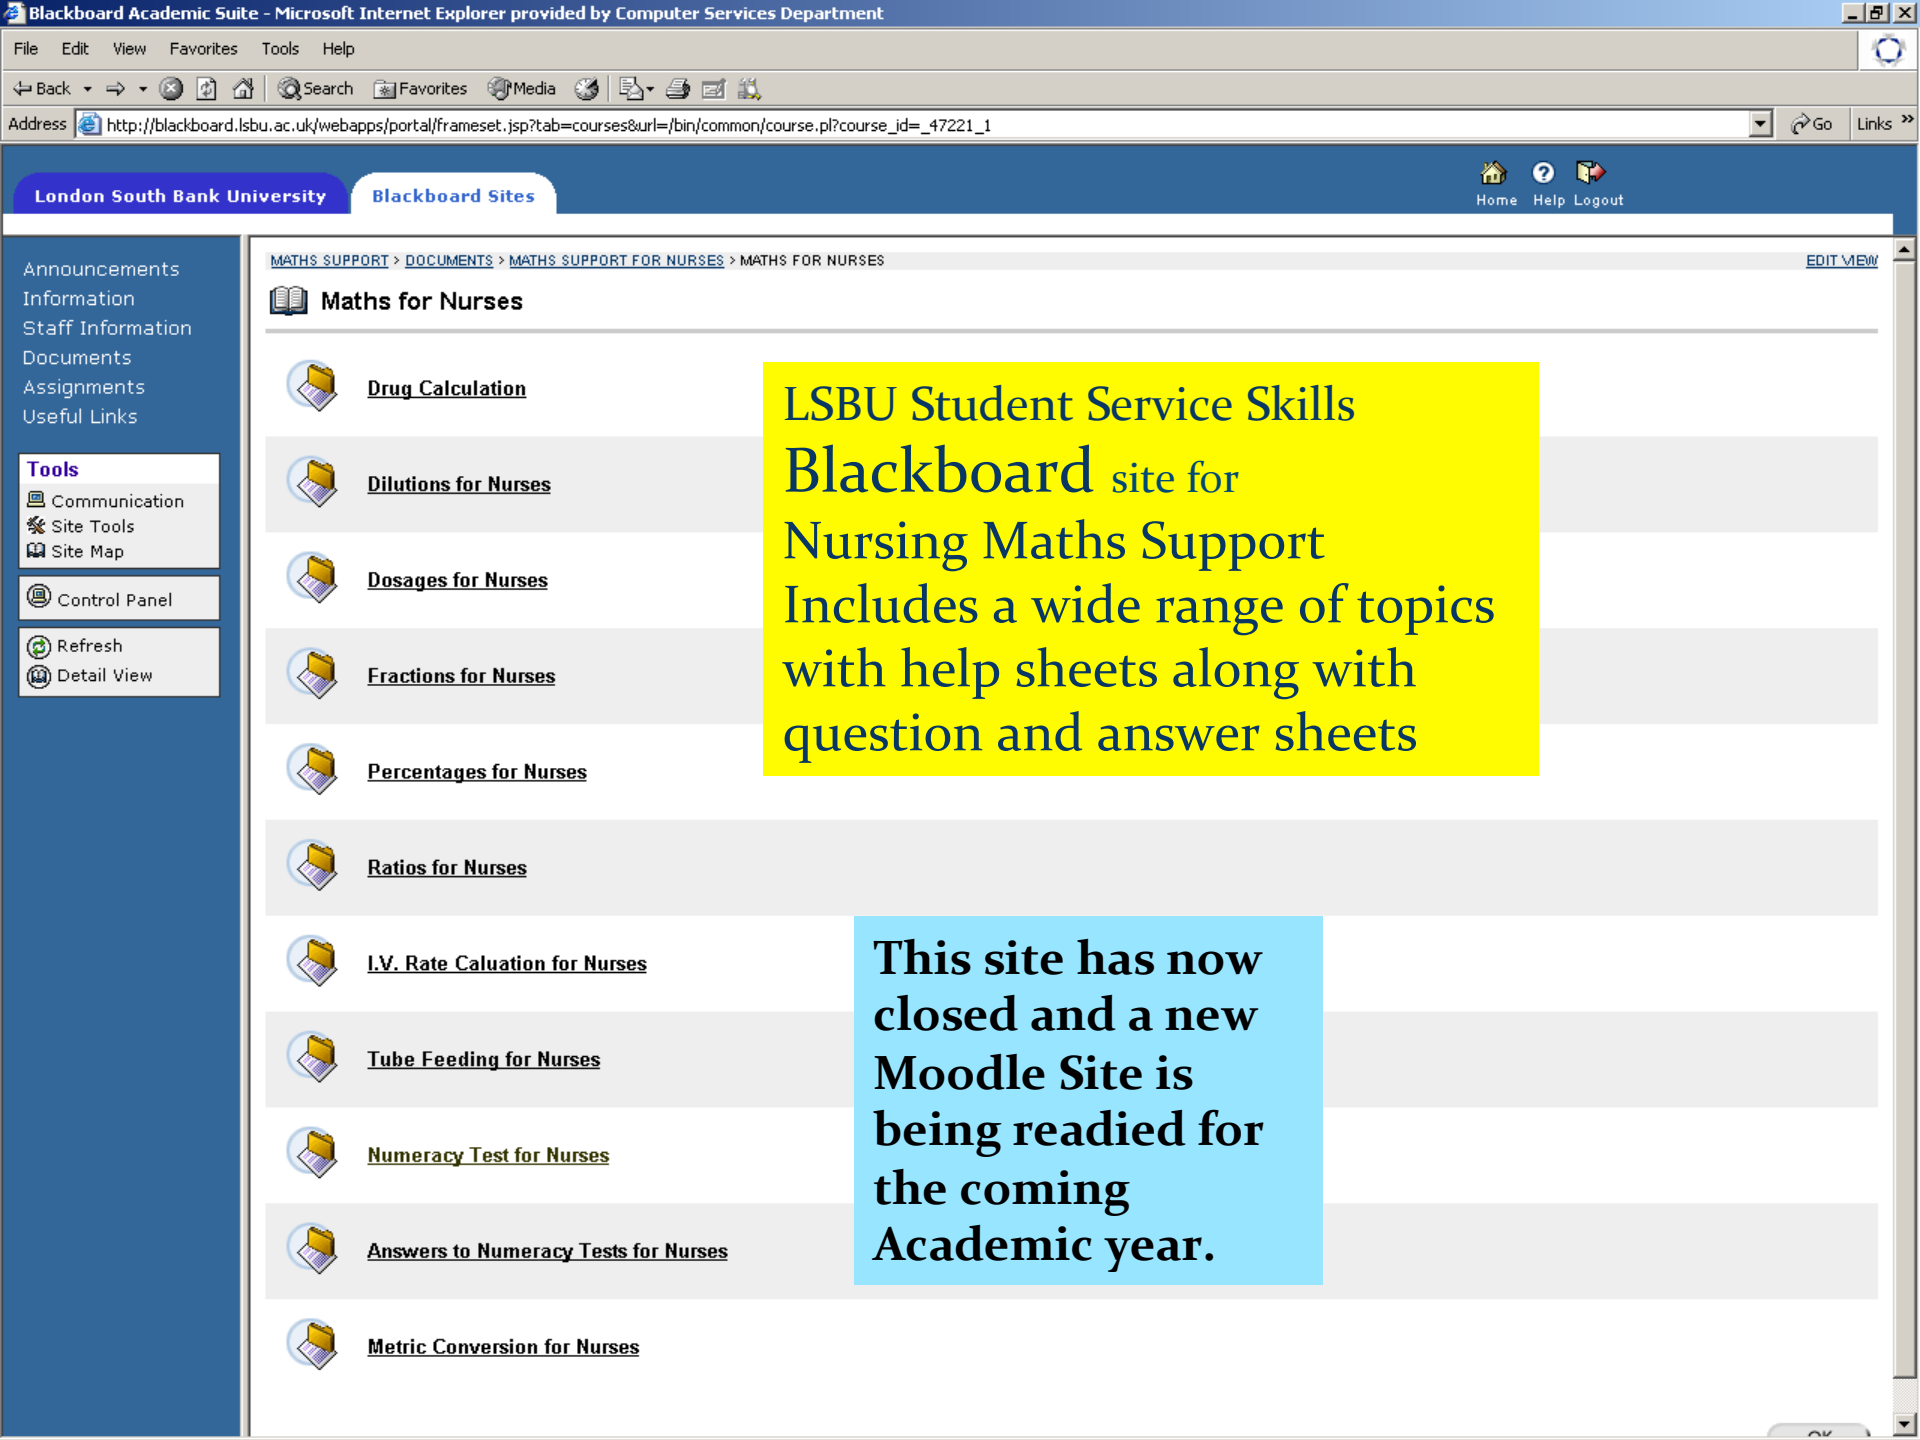 Blackboard Academic Suite - Microsoft Internet Explorer provided by Computer Services Department
File Edit View Favorites Tools Help
Back Search Favorites Media
Address http://blackboard.lsbu.ac.uk/webapps/portal/frameset.jsp?tab=courses&url=/bin/common/course.pl?course_id=_47221_1 Go Links »
London South Bank University Blackboard Sites Home Help Logout
Announcements
Information
Staff Information
Documents
Assignments
Useful Links
Tools
Communication
Site Tools
Site Map
Control Panel
Refresh
Detail View
MATHS SUPPORT > DOCUMENTS > MATHS SUPPORT FOR NURSES > MATHS FOR NURSES EDIT VIEW
Maths for Nurses
Drug Calculation
Dilutions for Nurses
Dosages for Nurses
Fractions for Nurses
Percentages for Nurses
Ratios for Nurses
I.V. Rate Caluation for Nurses
Tube Feeding for Nurses
Numeracy Test for Nurses
Answers to Numeracy Tests for Nurses
Metric Conversion for Nurses
LSBU Student Service Skills
Blackboard site for
Nursing Maths Support
Includes a wide range of topics
with help sheets along with
question and answer sheets
This site has now
closed and a new
Moodle Site is
being readied for
the coming
Academic year.